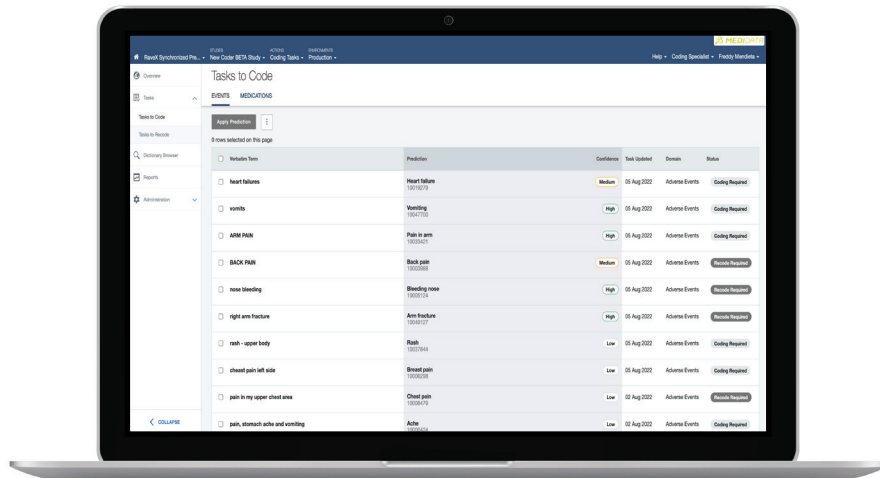 MEDIDATA
STUDIES ACTIONS ENVIRONMENTS
RaveX Synchronized Pre... New Coder BETA Study Coding Tasks Production Help Coding Specialist Freddy Mendieta
Overview
Tasks
Tasks to Code
Tasks to Recode
Dictionary Browser
Reports
Administration
COLLAPSE
Tasks to Code
EVENTS MEDICATIONS
Apply Prediction
0 rows selected on this page
Verbatim Term Prediction Confidence Task Updated Domain Status
heart failures Heart failure Medium 05 Aug 2022 Adverse Events Coding Required
10019279
vomits Vomiting High 05 Aug 2022 Adverse Events Coding Required
10047700
ARM PAIN Pain in arm High 05 Aug 2022 Adverse Events Coding Required
10033421
BACK PAIN Back pain Medium 05 Aug 2022 Adverse Events Recode Required
10003988
nose bleeding Bleeding nose High 05 Aug 2022 Adverse Events Recode Required
10005124
right arm fracture Arm fracture High 05 Aug 2022 Adverse Events Recode Required
rash - upper body Rash Low 05 Aug 2022 Adverse Events Coding Required
10037844
cheast pain left side Breast pain Low 05 Aug 2022 Adverse Events Coding Required
10006298
pain in my upper chest area Chest pain Low 02 Aug 2022 Adverse Events Recode Required
10008479
pain, stomach ache and vomiting Ache Low 02 Aug 2022 Adverse Events Coding Required